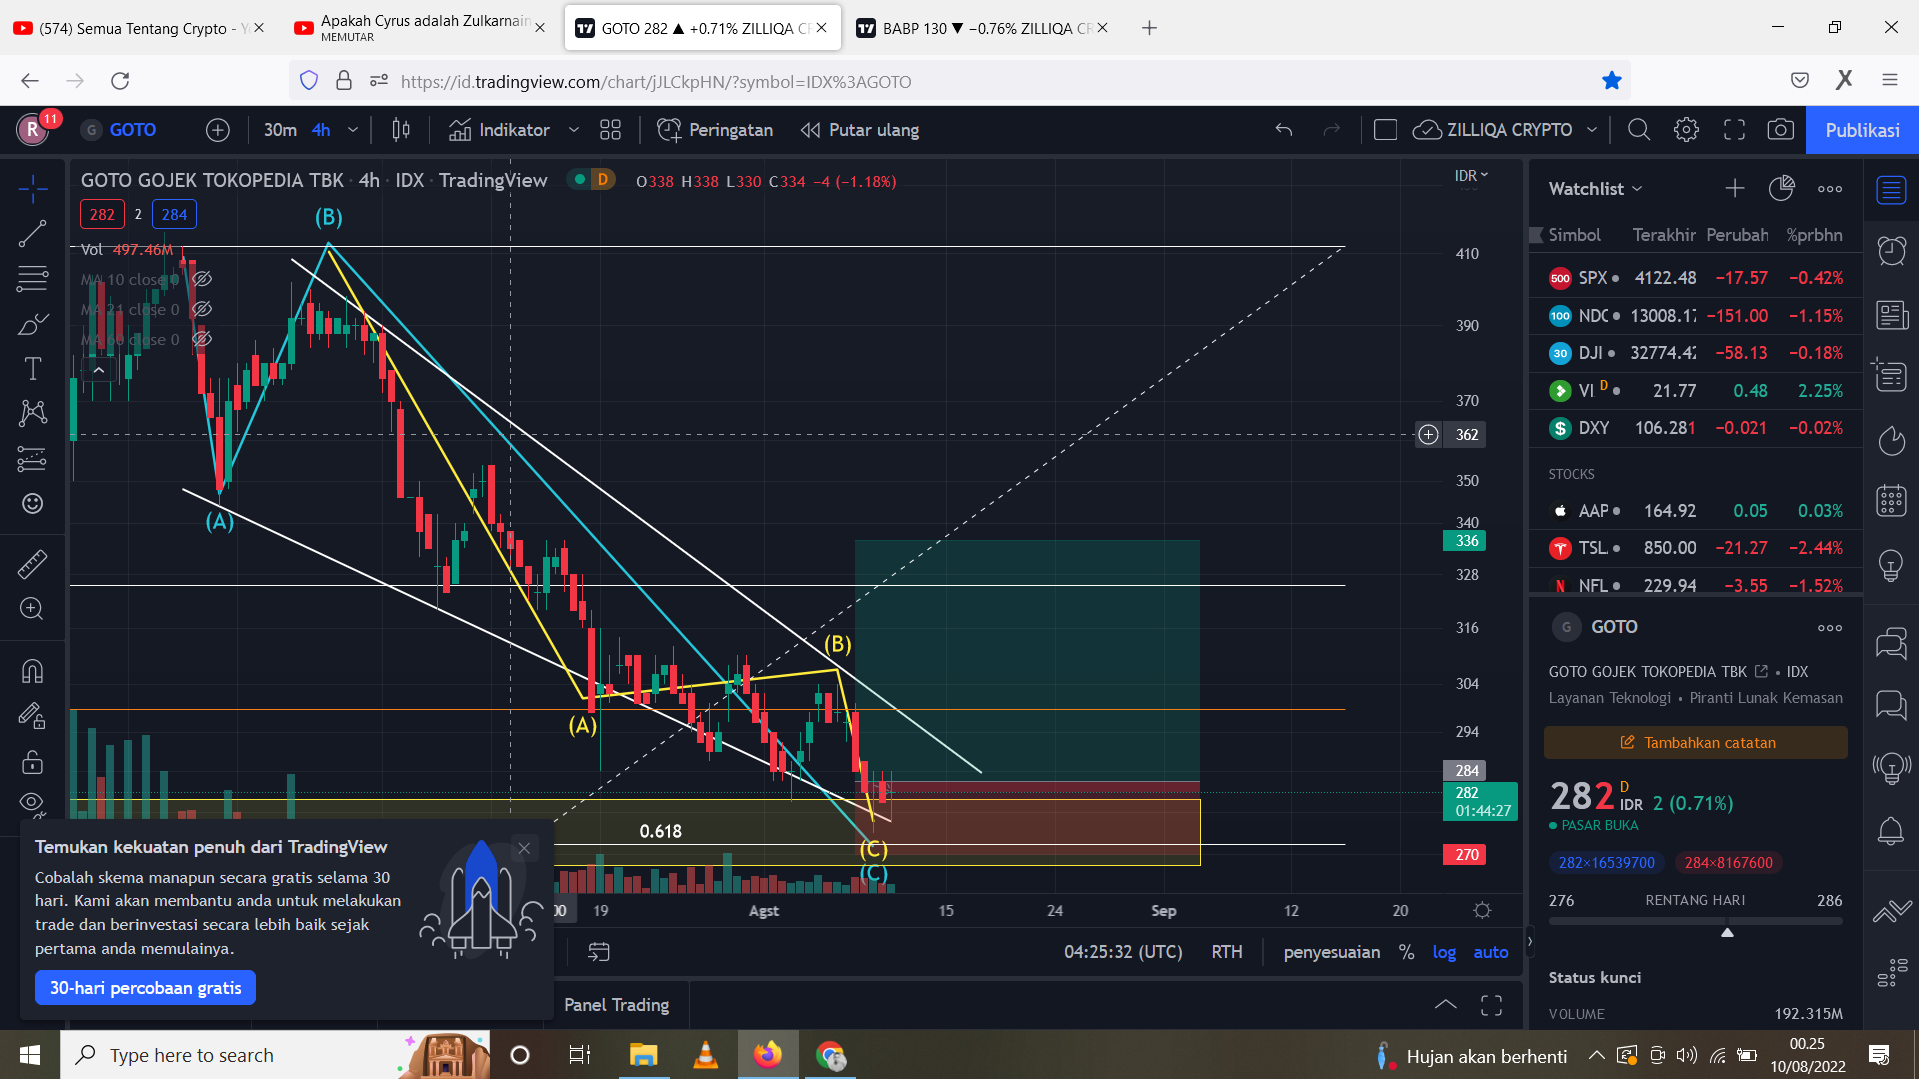 (574) Semua Tentang Crypto - Yo
Apakah Cyrus adalah Zulkarnain
MEMUTAR
GOTO 282 ▲ +0.71% ZILLIQA CR
BABP 130 ▼ −0.76% ZILLIQA CR
https://id.tradingview.com/chart/jJLCkpHN/?symbol=IDX%3AGOTO
R 11
G GOTO
30m 4h
Indikator
Peringatan
Putar ulang
ZILLIQA CRYPTO
Publikasi
GOTO GOJEK TOKOPEDIA TBK · 4h · IDX · TradingView
D
O338 H338 L330 C334 −4 (−1.18%)
282 2 284
Vol 497.46M
MA 10 close 0
MA 21 close 0
MA 60 close 0
(B)
(A)
(B)
(A)
(C)
(C)
0.618
IDR
410
390
370
362
350
340
336
328
316
304
294
284
282
01:44:27
270
00 19 Agst 15 24 Sep 12 20
04:25:32 (UTC) RTH penyesuaian % log auto
Panel Trading
Temukan kekuatan penuh dari TradingView
Cobalah skema manapun secara gratis selama 30
hari. Kami akan membantu anda untuk melakukan
trade dan berinvestasi secara lebih baik sejak
pertama anda memulainya.
30-hari percobaan gratis
Watchlist
Simbol Terakhir Perubah %prbhn
500 SPX 4122.48 −17.57 −0.42%
100 NDC 13008.17 −151.00 −1.15%
30 DJI 32774.42 −58.13 −0.18%
VI D 21.77 0.48 2.25%
$ DXY 106.281 −0.021 −0.02%
STOCKS
AAP 164.92 0.05 0.03%
TSL 850.00 −21.27 −2.44%
N NFL 229.94 −3.55 −1.52%
G GOTO
GOTO GOJEK TOKOPEDIA TBK • IDX
Layanan Teknologi • Piranti Lunak Kemasan
Tambahkan catatan
282 D IDR 2 (0.71%)
PASAR BUKA
282×16539700 284×8167600
276 RENTANG HARI 286
Status kunci
VOLUME 192.315M
Type here to search
Hujan akan berhenti
00.25
10/08/2022